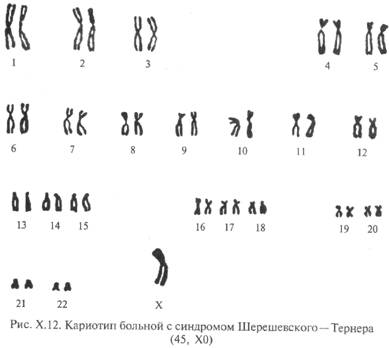 1 2 3 4 5
6 7 8 9 10 11 12
13 14 15 16 17 18 19 20
21 22 X
Рис. X.12. Кариотип больной с синдромом Шерешевского — Тернера
(45, X0)